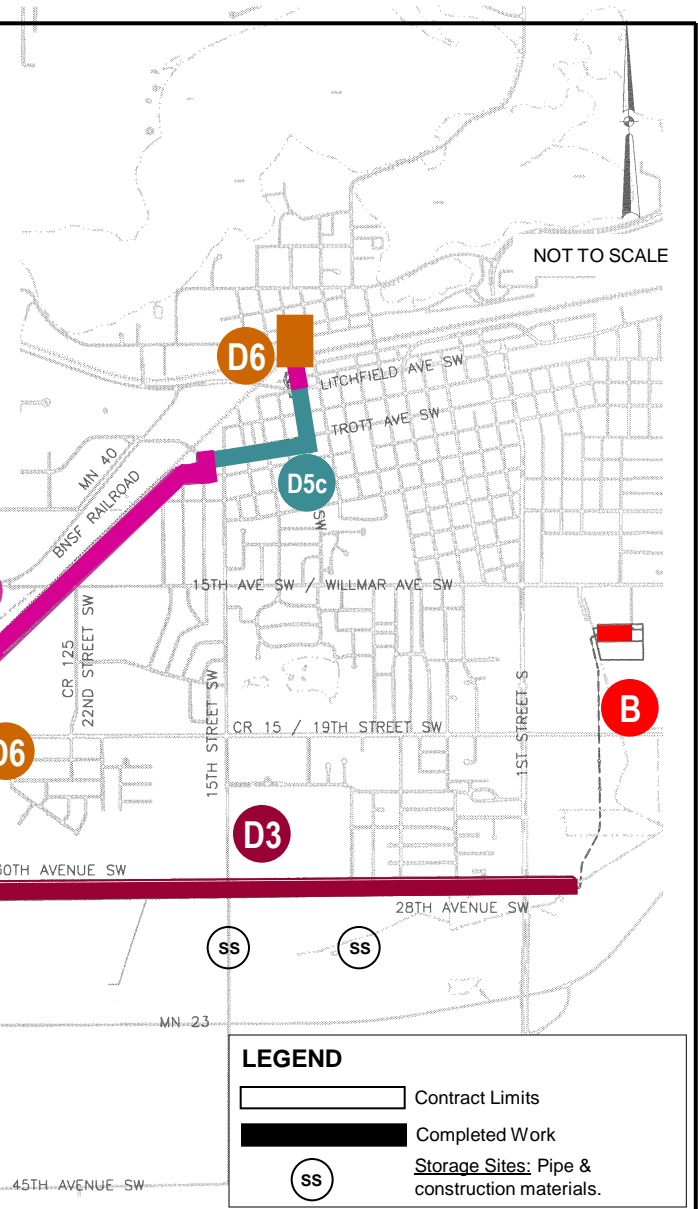 NOT TO SCALE
D6
LITCHFIELD AVE SW
TROTT AVE SW
D5c
SW
MN 40
BNSF RAILROAD
15TH AVE SW / WILLMAR AVE SW
CR 125
22ND STREET SW
15TH STREET SW
1ST STREET S
B
CR 15 / 19TH STREET SW
D3
28TH AVENUE SW
SS
SS
MN 23
LEGEND
Contract Limits
Completed Work
SS
Storage Sites: Pipe &
construction materials.
45TH AVENUE SW
AVENUE SW